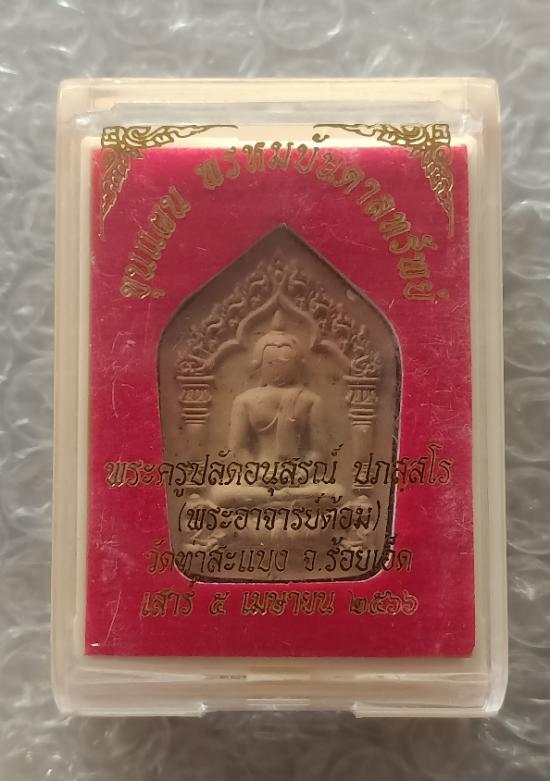 ขุนแผน พรหมบันดาลทรัพย์
พระครูปลัดอนุสรณ์ ปภสฺสโร
(พระอาจารย์ต้อม)
วัดท่าสะแบง จ.ร้อยเอ็ด
เสาร์ ๕ เมษายน ๒๕๖๖